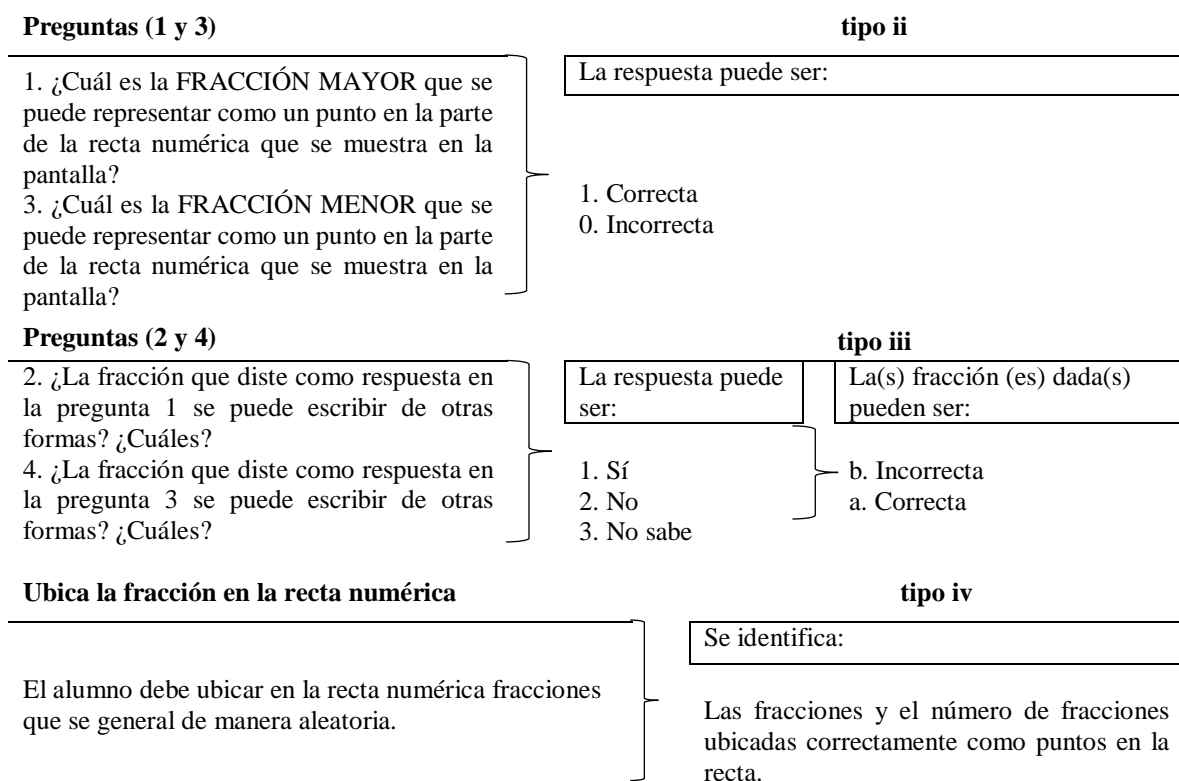 Preguntas (1 y 3)
tipo ii
1. ¿Cuál es la FRACCIÓN MAYOR que se
puede representar como un punto en la parte
de la recta numérica que se muestra en la
pantalla?
3. ¿Cuál es la FRACCIÓN MENOR que se
puede representar como un punto en la parte
de la recta numérica que se muestra en la
pantalla?
La respuesta puede ser:
1. Correcta
0. Incorrecta
Preguntas (2 y 4)
tipo iii
2. ¿La fracción que diste como respuesta en
la pregunta 1 se puede escribir de otras
formas? ¿Cuáles?
4. ¿La fracción que diste como respuesta en
la pregunta 3 se puede escribir de otras
formas? ¿Cuáles?
La respuesta puede
ser:
1. Sí
2. No
3. No sabe
La(s) fracción (es) dada(s)
pueden ser:
b. Incorrecta
a. Correcta
Ubica la fracción en la recta numérica
tipo iv
El alumno debe ubicar en la recta numérica fracciones
que se general de manera aleatoria.
Se identifica:
Las fracciones y el número de fracciones
ubicadas correctamente como puntos en la
recta.